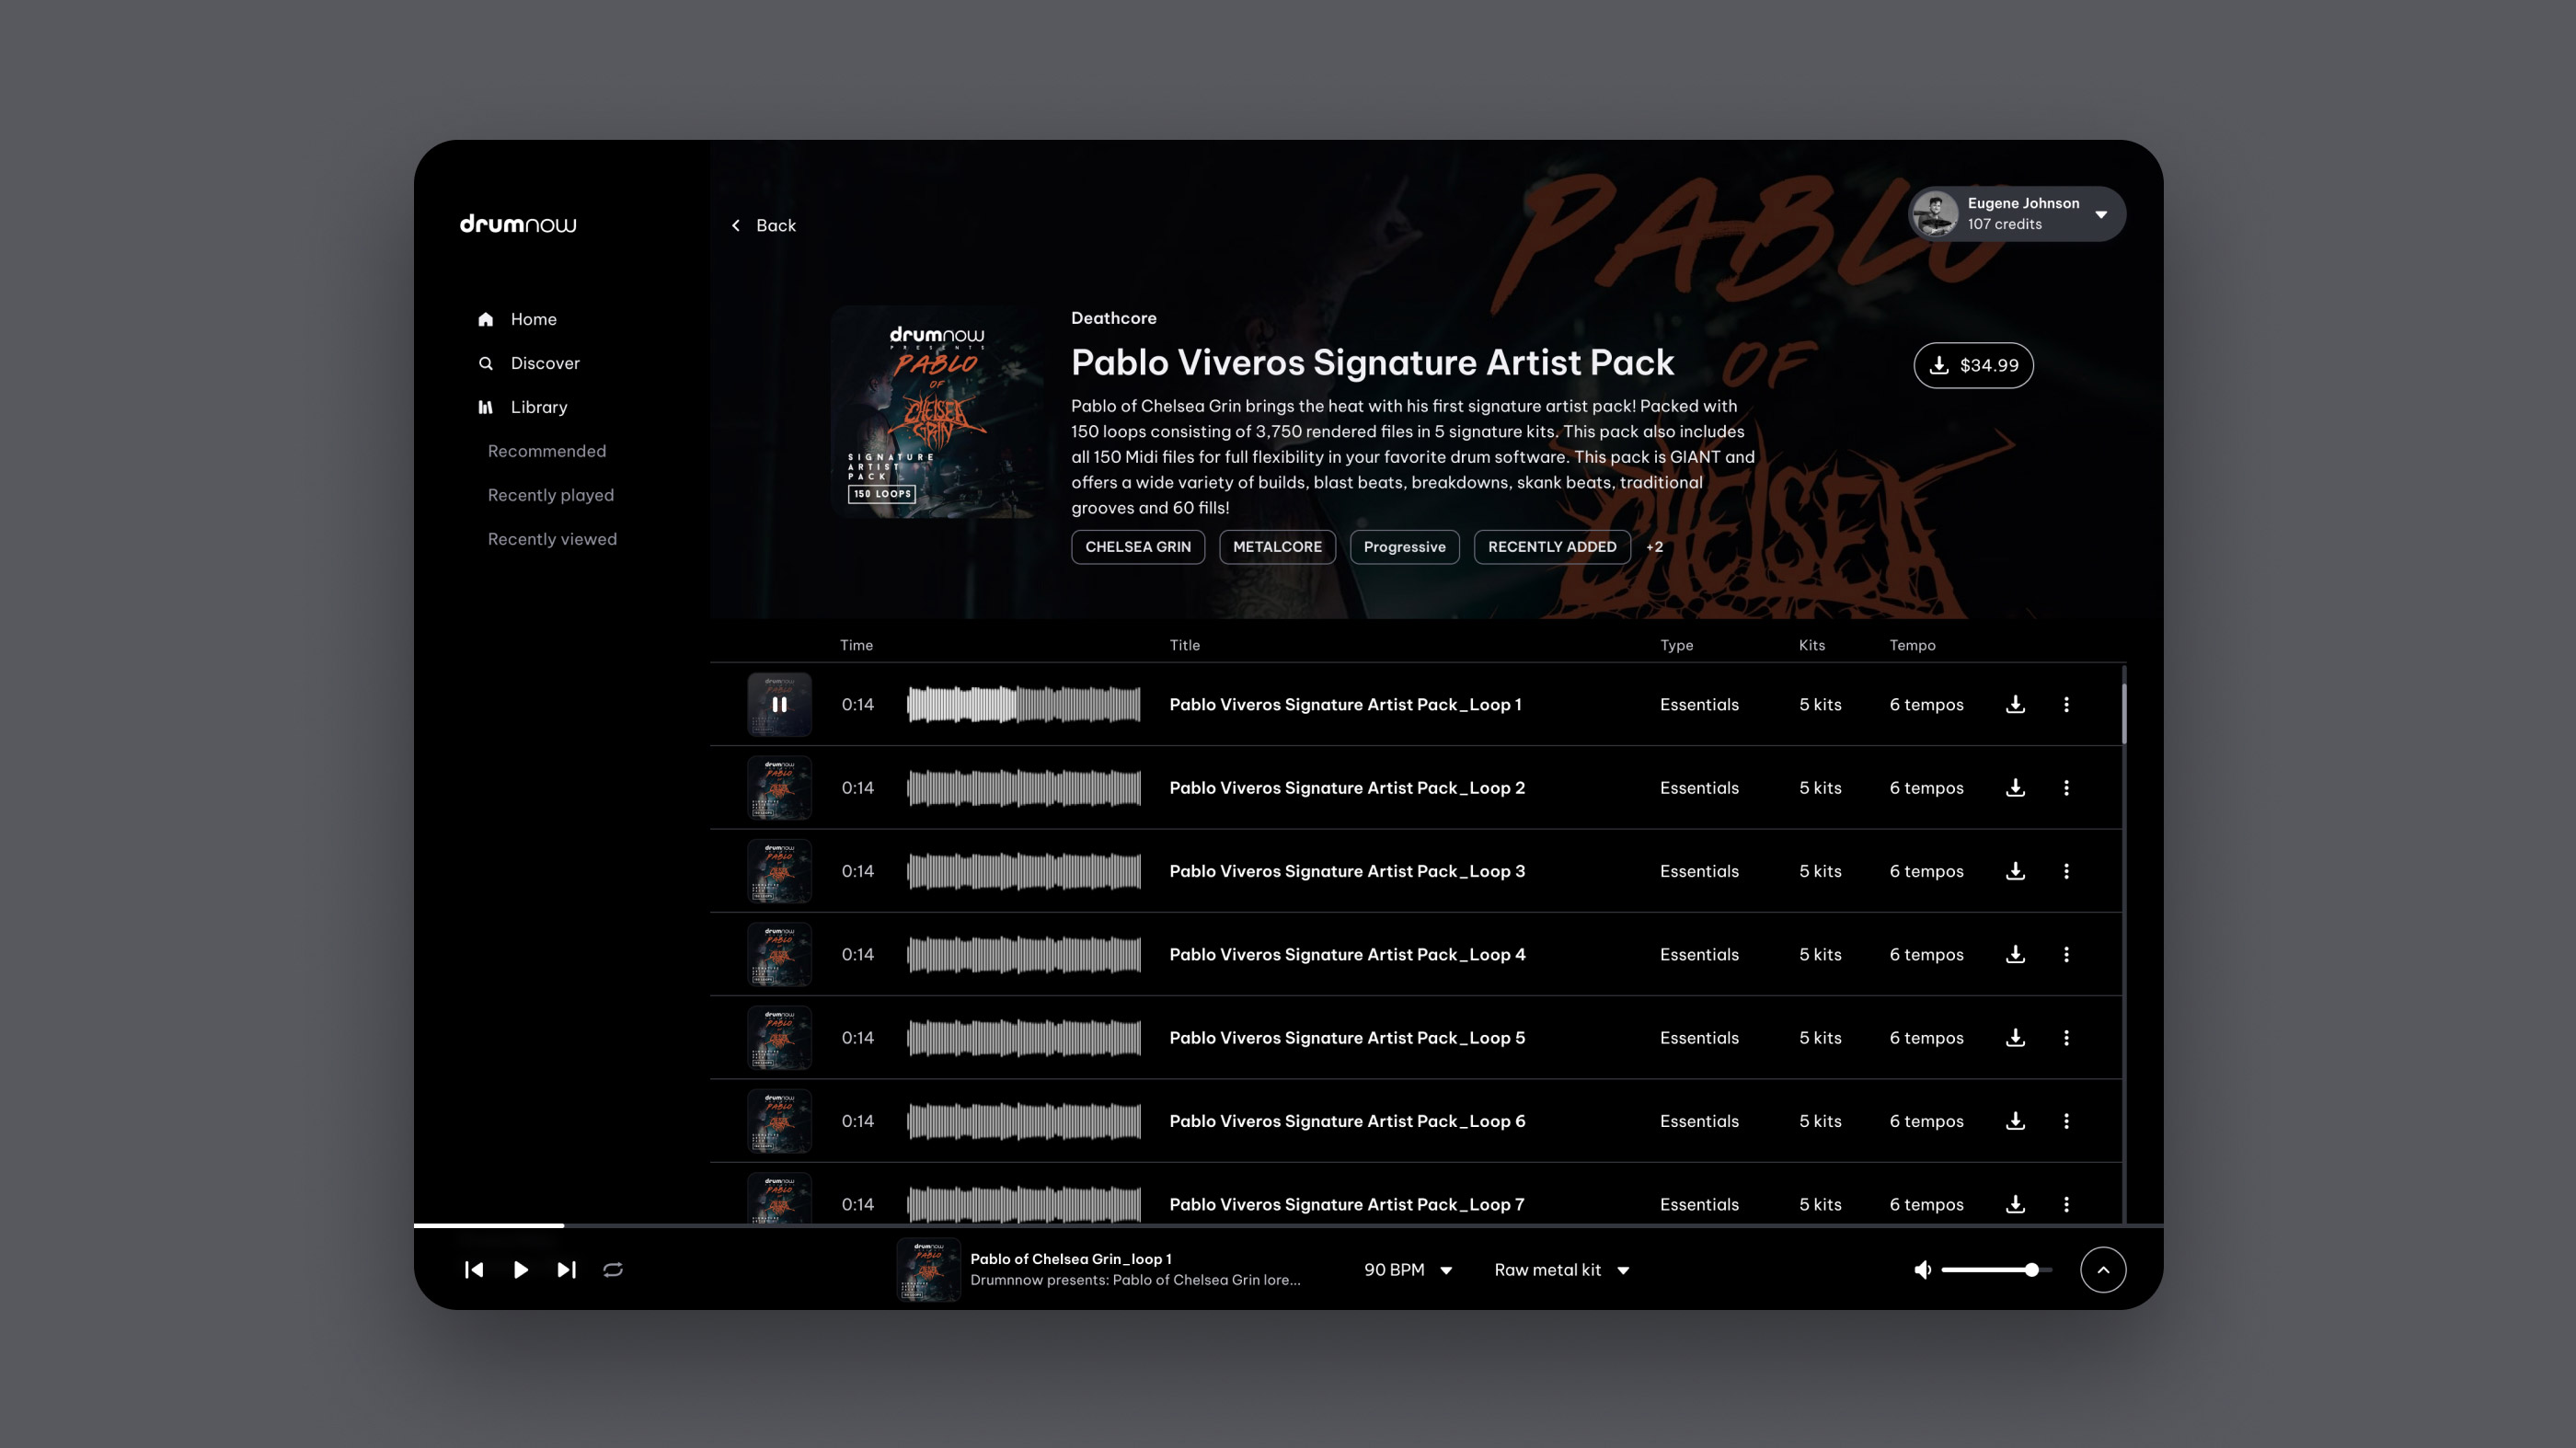 drumnow
Back
PABLO
OF
CHELSEA
Eugene Johnson
107 credits
Home
Discover
Library
Recommended
Recently played
Recently viewed
drumnow
PRESENTS
PABLO
OF
CHELSEA
GRIN
SIGNATURE
ARTIST
PACK
150 LOOPS
Deathcore
Pablo Viveros Signature Artist Pack
$34.99
Pablo of Chelsea Grin brings the heat with his first signature artist pack! Packed with
150 loops consisting of 3,750 rendered files in 5 signature kits. This pack also includes
all 150 Midi files for full flexibility in your favorite drum software. This pack is GIANT and
offers a wide variety of builds, blast beats, breakdowns, skank beats, traditional
grooves and 60 fills!
CHELSEA GRIN METALCORE Progressive RECENTLY ADDED +2
Time Title Type Kits Tempo
0:14 Pablo Viveros Signature Artist Pack_Loop 1 Essentials 5 kits 6 tempos
0:14 Pablo Viveros Signature Artist Pack_Loop 2 Essentials 5 kits 6 tempos
0:14 Pablo Viveros Signature Artist Pack_Loop 3 Essentials 5 kits 6 tempos
0:14 Pablo Viveros Signature Artist Pack_Loop 4 Essentials 5 kits 6 tempos
0:14 Pablo Viveros Signature Artist Pack_Loop 5 Essentials 5 kits 6 tempos
0:14 Pablo Viveros Signature Artist Pack_Loop 6 Essentials 5 kits 6 tempos
0:14 Pablo Viveros Signature Artist Pack_Loop 7 Essentials 5 kits 6 tempos
Pablo of Chelsea Grin_loop 1
Drumnnow presents: Pablo of Chelsea Grin lore...
90 BPM
Raw metal kit